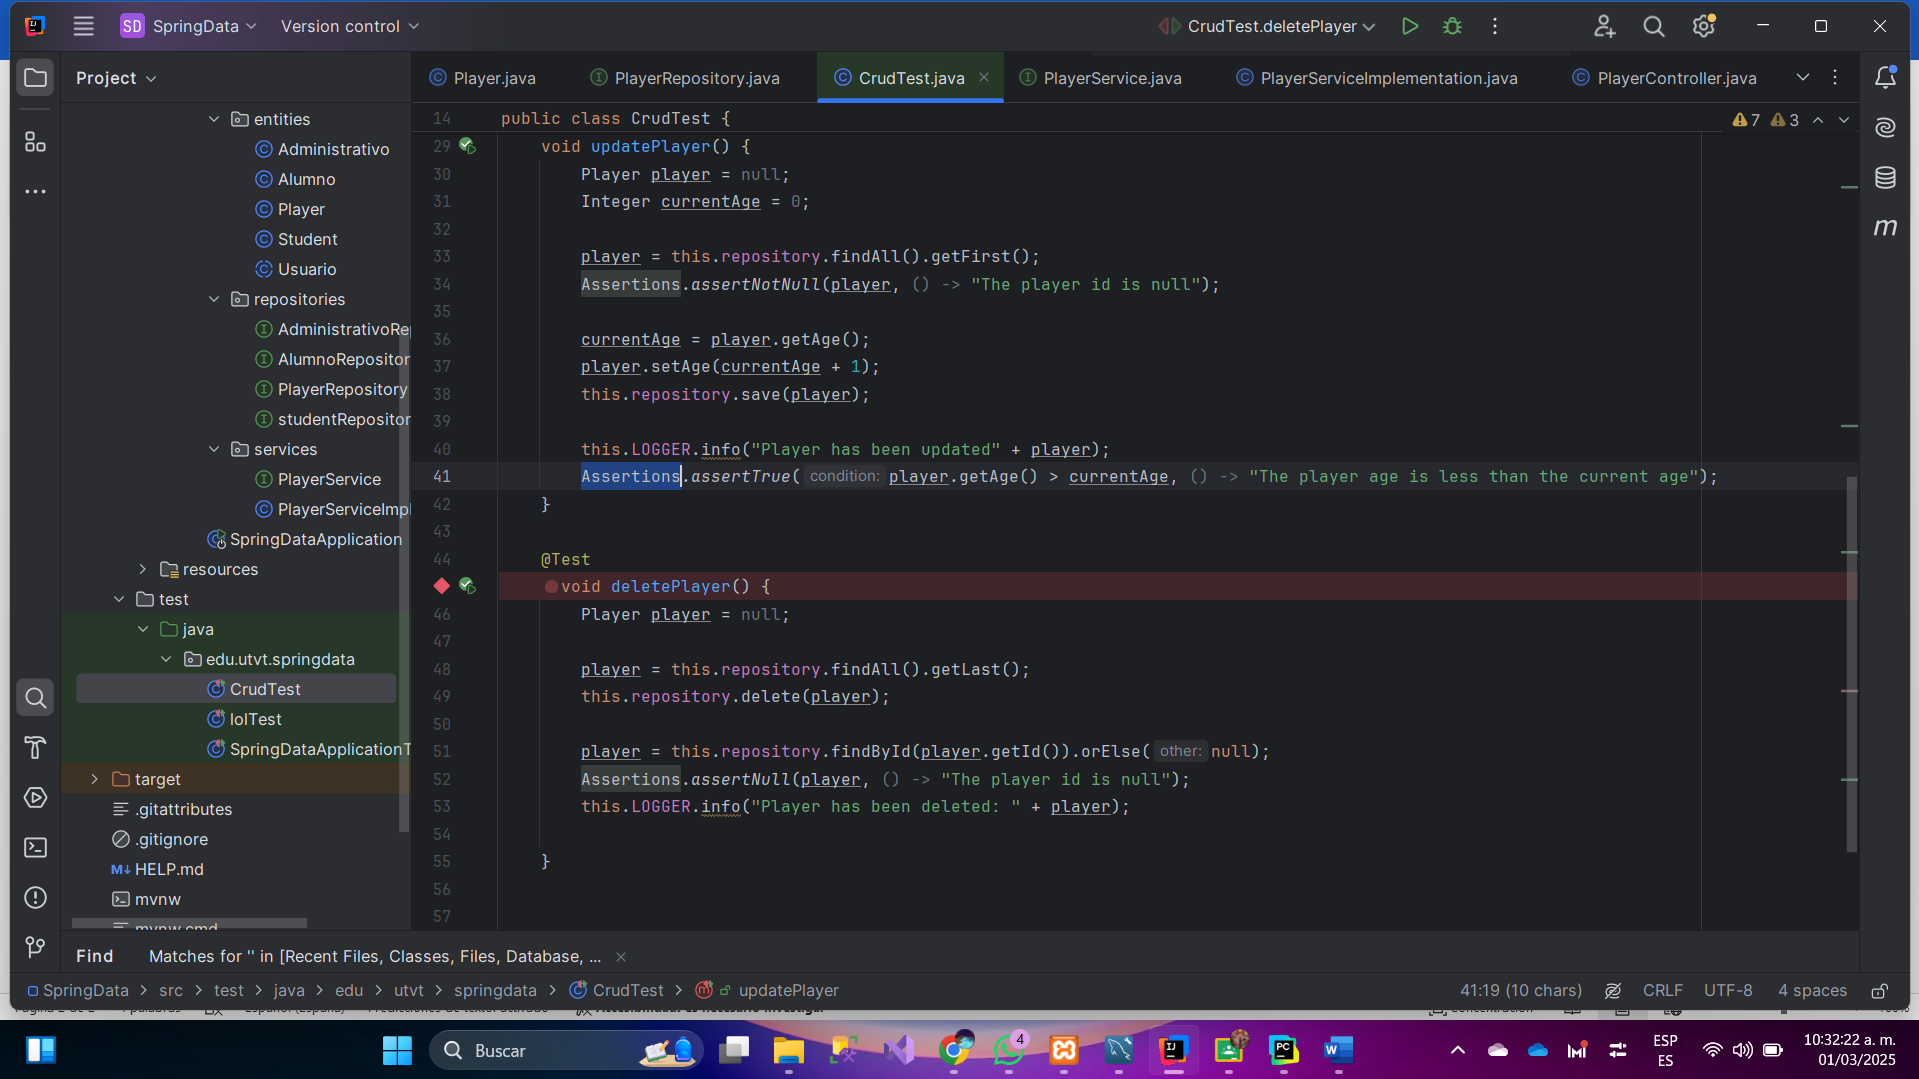 SD SpringData Version control CrudTest.deletePlayer
Project
Player.java PlayerRepository.java CrudTest.java PlayerService.java PlayerServiceImplementation.java PlayerController.java
entities
Administrativo
Alumno
Player
Student
Usuario
repositories
AdministrativoRe
AlumnoRepositor
PlayerRepository
studentRepositor
services
PlayerService
PlayerServiceImpl
SpringDataApplication
resources
test
java
edu.utvt.springdata
CrudTest
lolTest
SpringDataApplicationT
target
.gitattributes
.gitignore
HELP.md
mvnw
mvnw.cmd
7 3
14 public class CrudTest {
29 void updatePlayer() {
30 Player player = null;
31 Integer currentAge = 0;
32
33 player = this.repository.findAll().getFirst();
34 Assertions.assertNotNull(player, () -> "The player id is null");
35
36 currentAge = player.getAge();
37 player.setAge(currentAge + 1);
38 this.repository.save(player);
39
40 this.LOGGER.info("Player has been updated" + player);
41 Assertions.assertTrue( condition: player.getAge() > currentAge, () -> "The player age is less than the current age");
42 }
43
44 @Test
void deletePlayer() {
46 Player player = null;
47
48 player = this.repository.findAll().getLast();
49 this.repository.delete(player);
50
51 player = this.repository.findById(player.getId()).orElse( other: null);
52 Assertions.assertNull(player, () -> "The player id is null");
53 this.LOGGER.info("Player has been deleted: " + player);
54
55 }
56
57
Find Matches for '' in [Recent Files, Classes, Files, Database, ...
SpringData > src > test > java > edu > utvt > springdata > CrudTest > updatePlayer 41:19 (10 chars) CRLF UTF-8 4 spaces
Buscar
4
ESP
ES
10:32:22 a. m.
01/03/2025